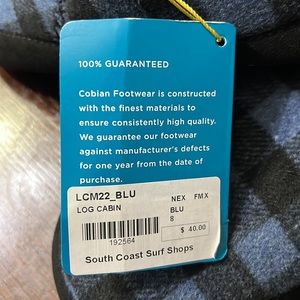 100% GUARANTEED
Cobian Footwear is constructed
with the finest materials to
ensure consistently high quality.
We guarantee our footwear
against manufacturer's defects
for one year from the date of
purchase.
LCM22_BLU NEX FMX
LOG CABIN BLU
8
192564 $ 40.00
South Coast Surf Shops